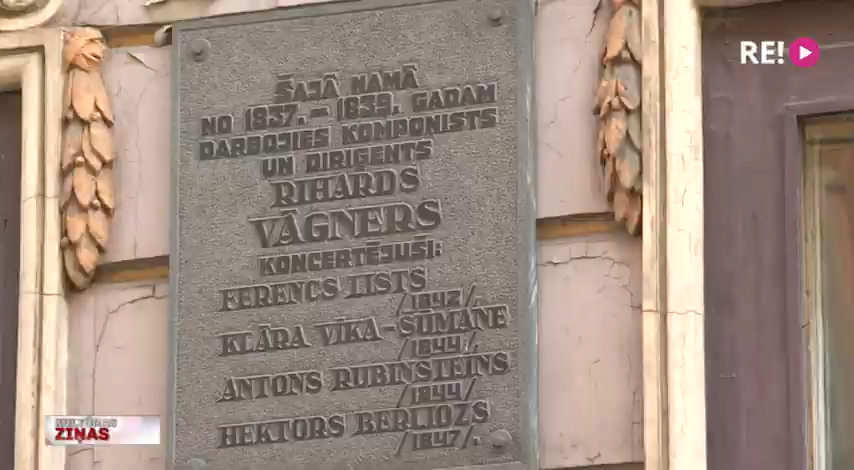 RE!
ŠAJĀ NAMĀ
NO 1837. – 1839. GADAM
DARBOJIES KOMPONISTS
UN DIRIĢENTS
RIHARDS
VĀGNERS
KONCERTĒJUŠI:
FERENCS LISTS
/1842/.
KLĀRA VĪKA-ŠŪMANE
/1844/.
ANTONS RUBINŠTEINS
/1844/
HEKTORS BERLIOZS
/1847/.
KULTŪRAS
ZIŅAS